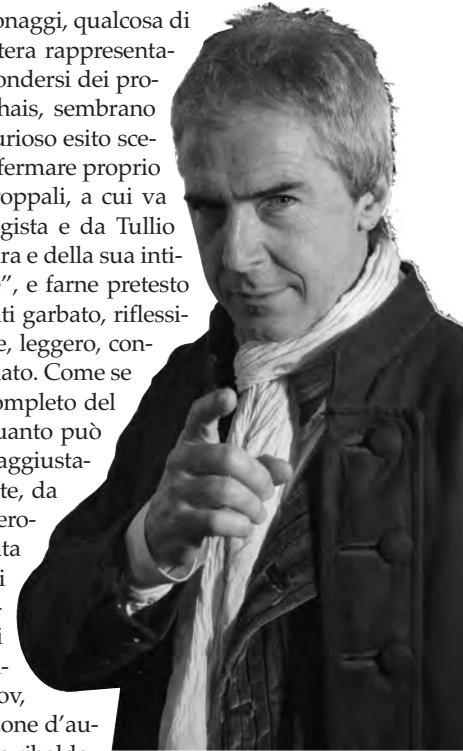 onaggi, qualcosa di
tera rappresenta-
ondersi dei pro-
hais, sembrano
urioso esito sce-
fermare proprio
roppali, a cui va
gista e da Tullio
ra e della sua inti-
”, e farne pretesto
ti garbato, riflessi-
e, leggero, con-
ato. Come se
ompleto del
uanto può
aggiusta-
te, da
ero-
ta
i
-
i
-
ov,
one d’au-